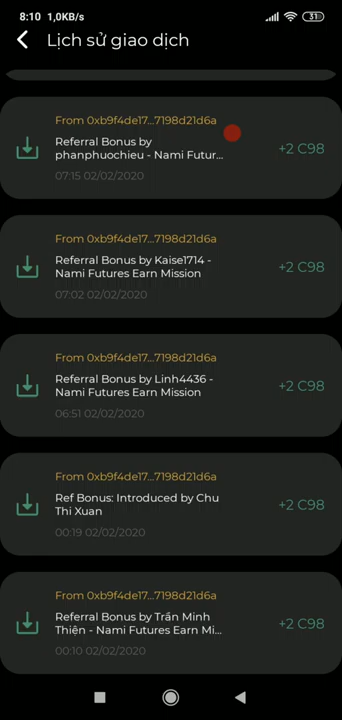 8:10 1,0KB/s 31
Lịch sử giao dịch
From 0xb9f4de17...7198d21d6a
Referral Bonus by
phanphuochieu - Nami Futur...
+2 C98
07:15 02/02/2020
From 0xb9f4de17...7198d21d6a
Referral Bonus by Kaise1714 -
Nami Futures Earn Mission
+2 C98
07:02 02/02/2020
From 0xb9f4de17...7198d21d6a
Referral Bonus by Linh4436 -
Nami Futures Earn Mission
+2 C98
06:51 02/02/2020
From 0xb9f4de17...7198d21d6a
Ref Bonus: Introduced by Chu
Thi Xuan
+2 C98
00:19 02/02/2020
From 0xb9f4de17...7198d21d6a
Referral Bonus by Trần Minh
Thiện - Nami Futures Earn Mi...
+2 C98
00:10 02/02/2020